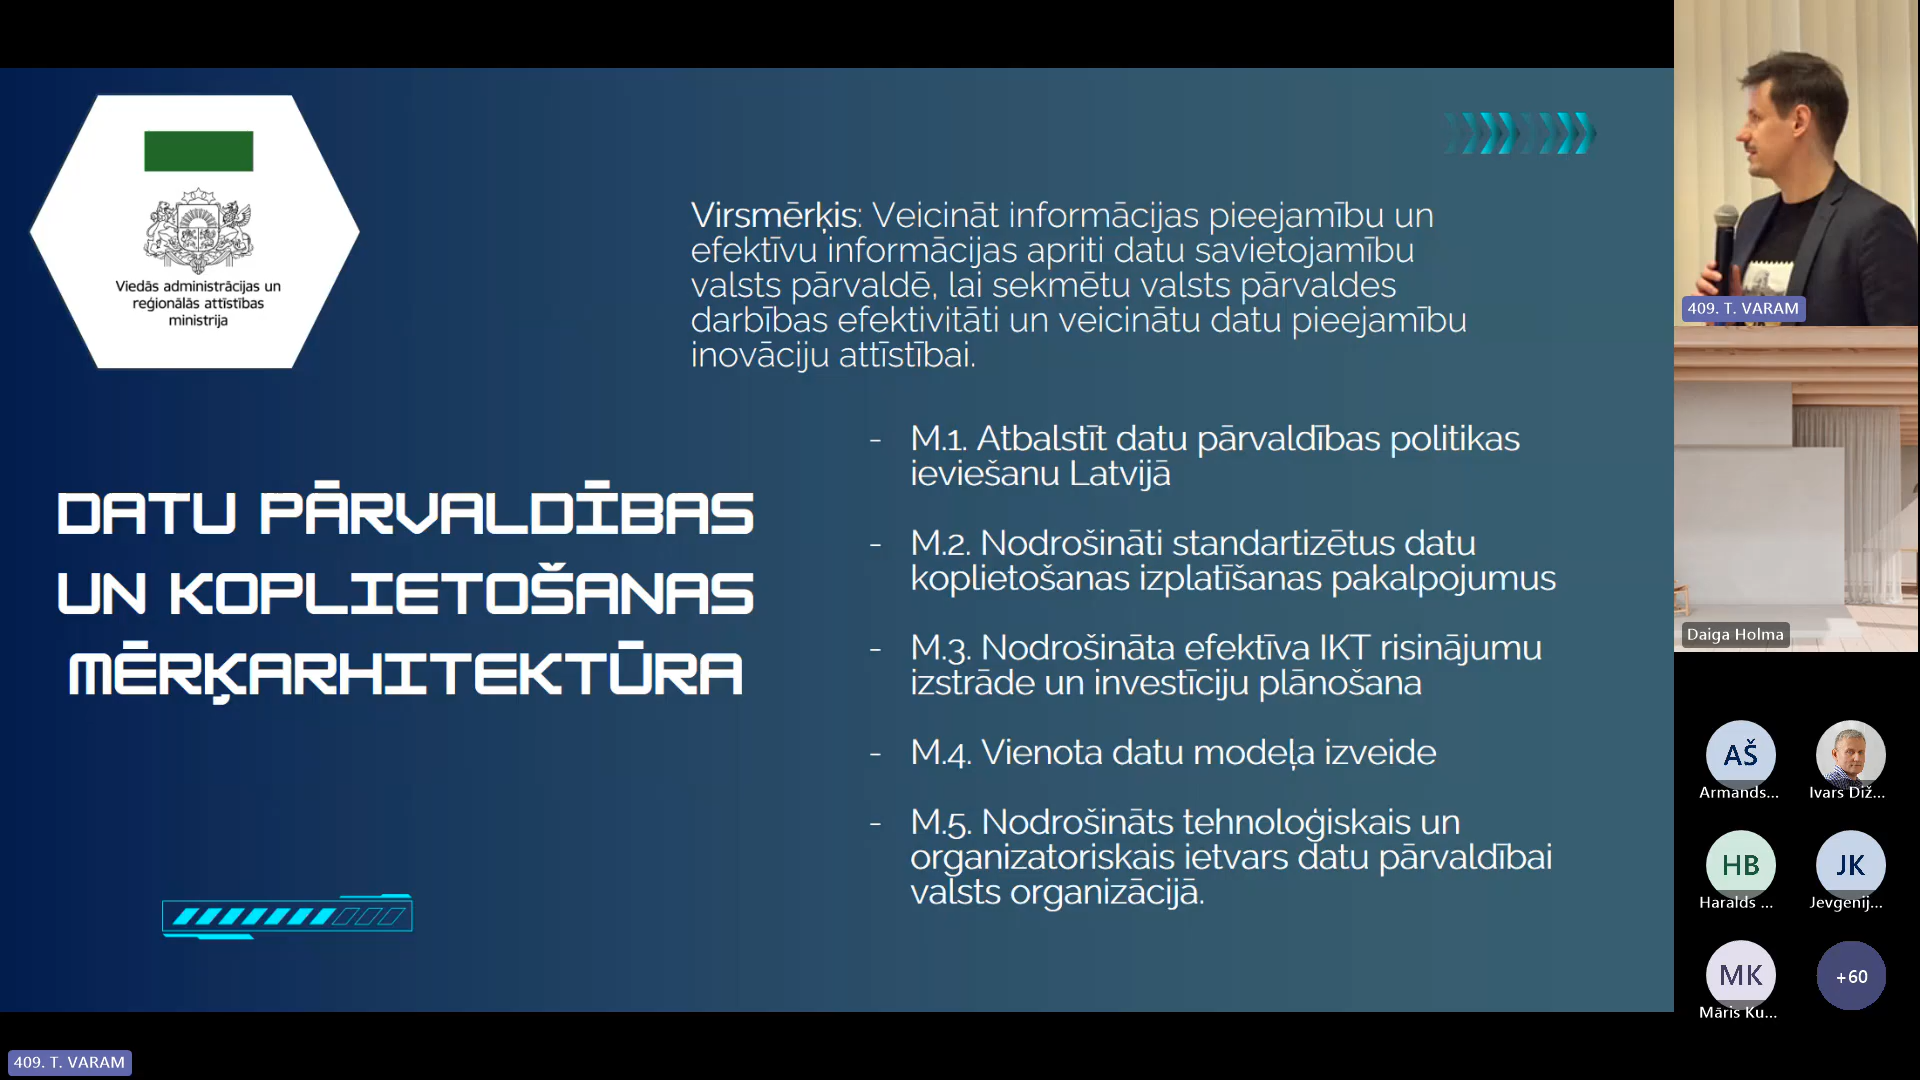 Viedās administrācijas un
reģionālās attīstības
ministrija
DATU PĀRVALDĪBAS
UN KOPLIETOŠANAS
MĒRĶARHITEKTŪRA
Virsmērķis: Veicināt informācijas pieejamību un
efektīvu informācijas apriti datu savietojamību
valsts pārvaldē, lai sekmētu valsts pārvaldes
darbības efektivitāti un veicinātu datu pieejamību
inovāciju attīstībai.
- M.1. Atbalstīt datu pārvaldības politikas
ieviešanu Latvijā
- M.2. Nodrošināti standartizētus datu
koplietošanas izplatīšanas pakalpojumus
- M.3. Nodrošināta efektīva IKT risinājumu
izstrāde un investīciju plānošana
- M.4. Vienota datu modeļa izveide
- M.5. Nodrošināts tehnoloģiskais un
organizatoriskais ietvars datu pārvaldībai
valsts organizācijā.
409. T. VARAM
Daiga Holma
AŠ
Armands...
Ivars Diž...
HB
Haralds ...
JK
Jevgenij...
MK
Māris Ku...
+60
409. T. VARAM